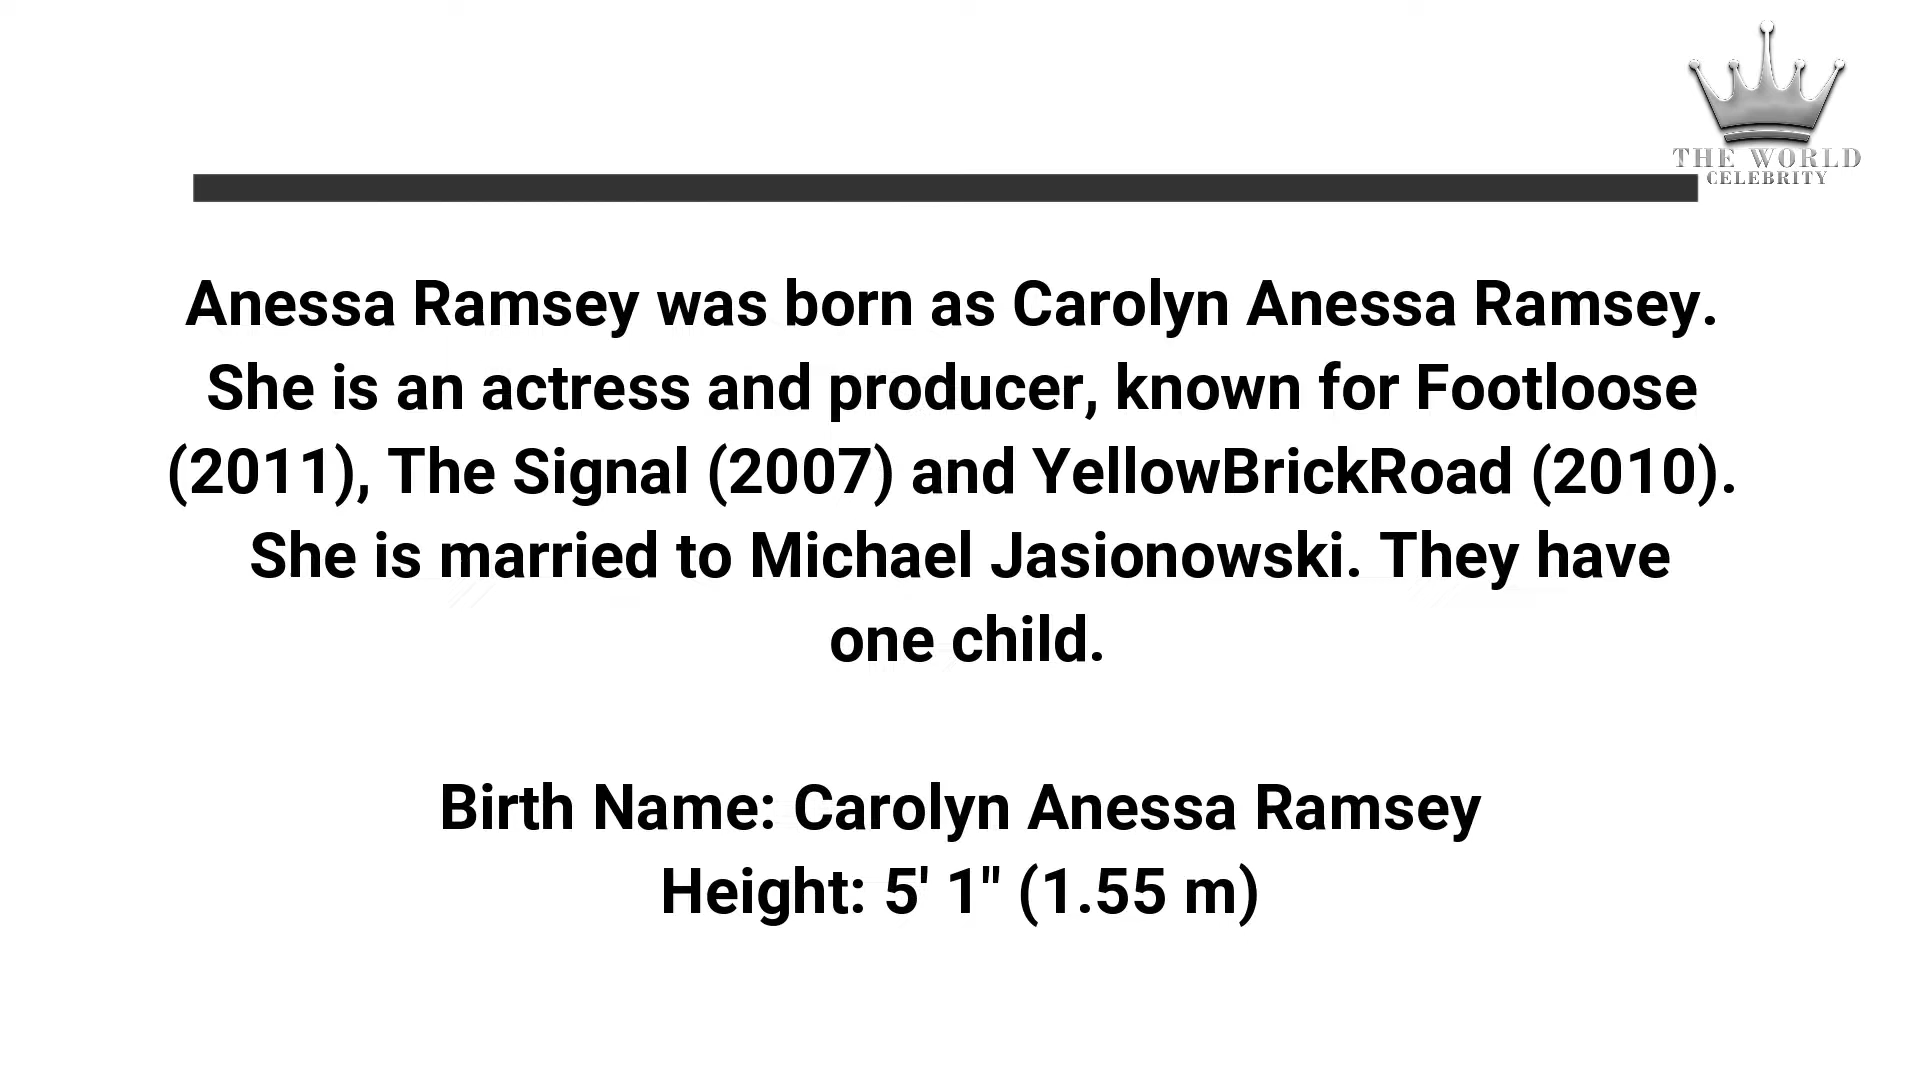 THE WORLD
CELEBRITY
Anessa Ramsey was born as Carolyn Anessa Ramsey.
She is an actress and producer, known for Footloose
(2011), The Signal (2007) and YellowBrickRoad (2010).
She is married to Michael Jasionowski. They have
one child.
Birth Name: Carolyn Anessa Ramsey
Height: 5' 1" (1.55 m)